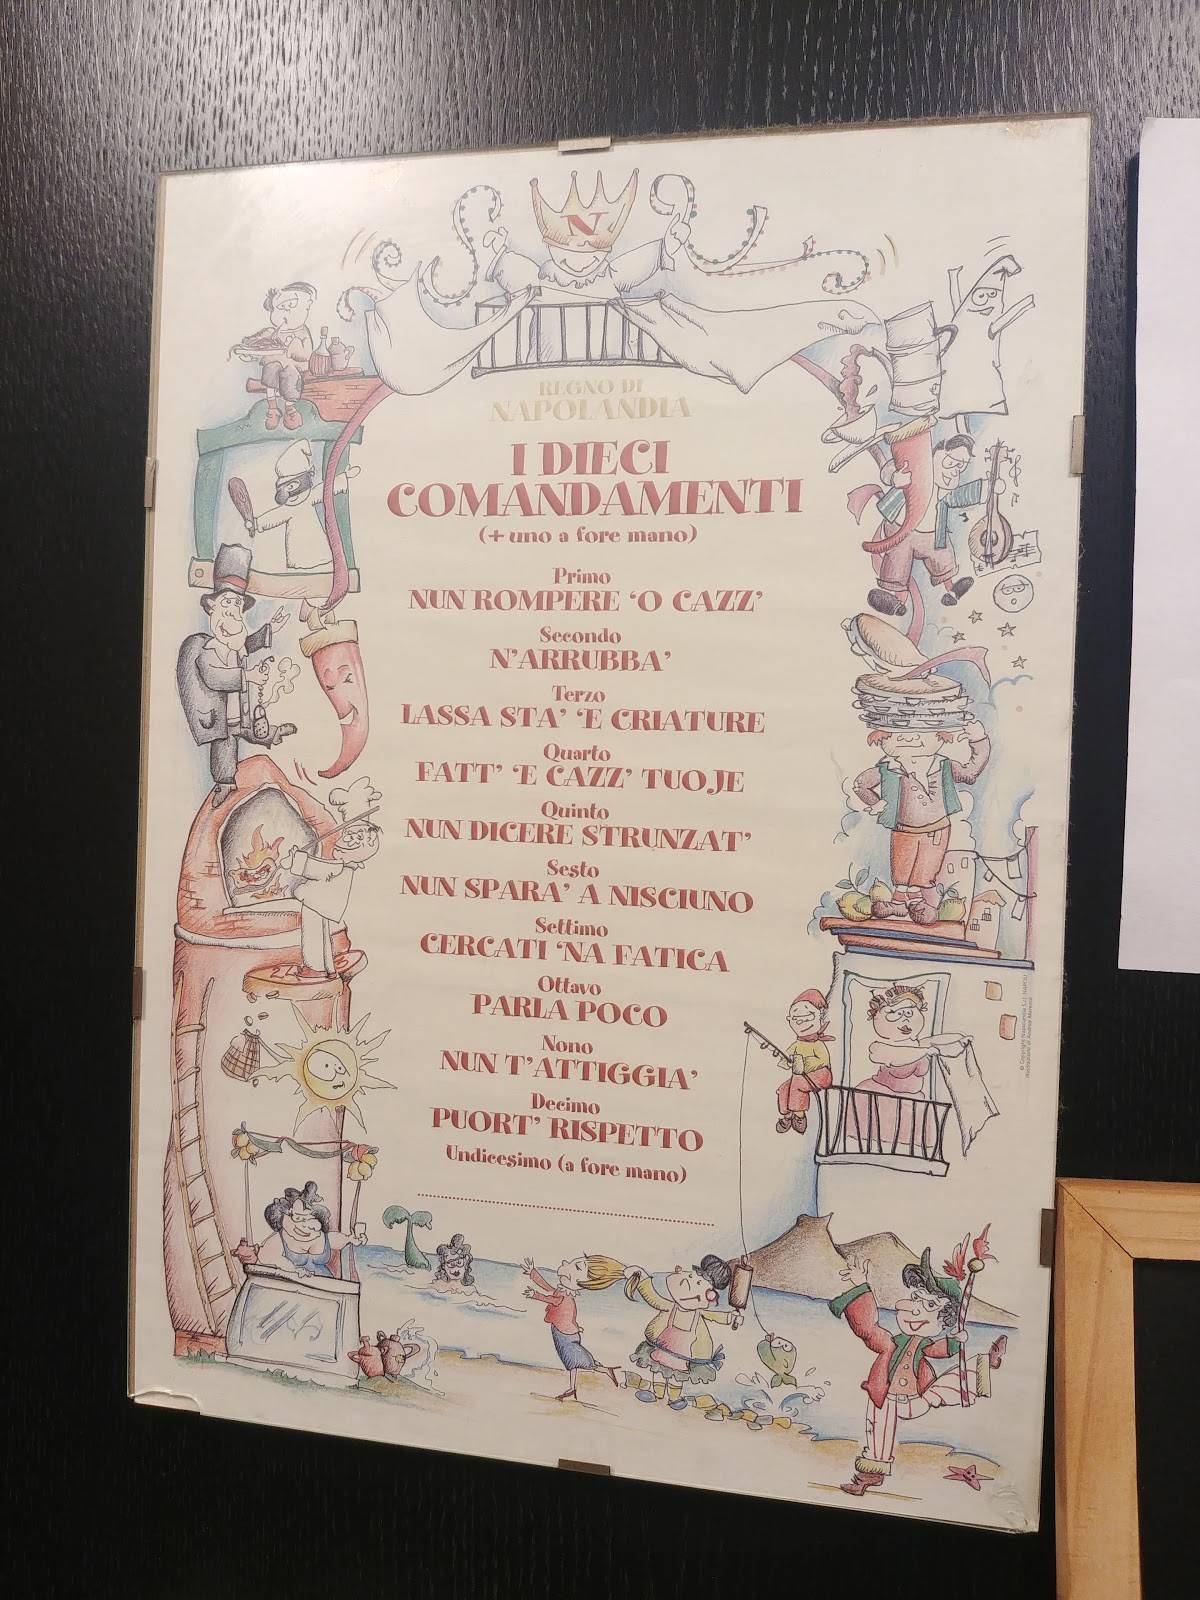 N
REGNO DI
NAPOLANDIA
I DIECI
COMANDAMENTI
(+ uno a fore mano)
Primo
NUN ROMPERE ‘O CAZZ’
Secondo
N’ARRUBBA’
Terzo
LASSA STA’ ‘E CRIATURE
Quarto
FATT’ ‘E CAZZ’ TUOJE
Quinto
NUN DICERE STRUNZAT’
Sesto
NUN SPARA’ A NISCIUNO
Settimo
CERCATI ‘NA FATICA
Ottavo
PARLA POCO
Nono
NUN T’ATTIGGIA’
Decimo
PUORT’ RISPETTO
Undicesimo (a fore mano)